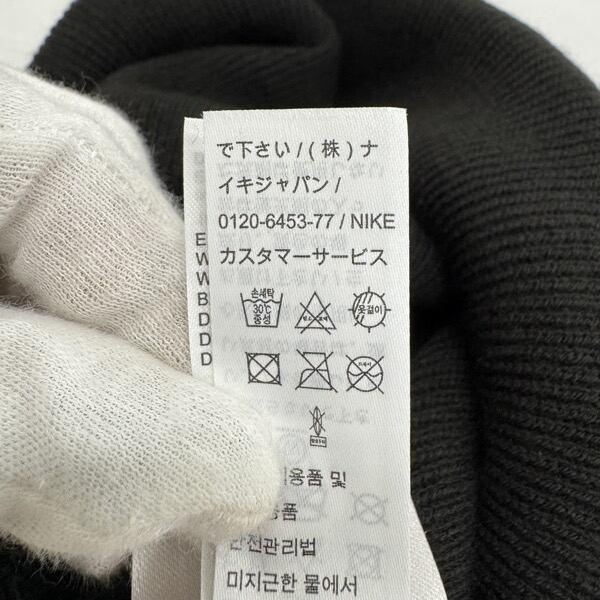 で下さい / ( 株 ) ナ
イキジャパン /
0120-6453-77 / NIKE
カスタマーサービス
손세탁
30℃
중성
옷걸이
용품 및
용품
안전관리법
미지근한 물에서
E
W
W
B
D
D
D